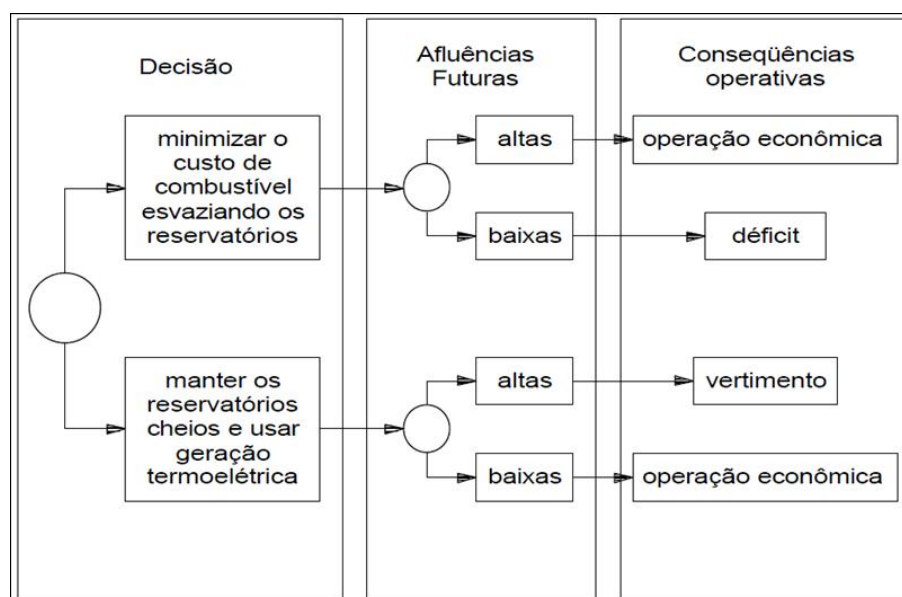 Decisão
Afluências
Futuras
Conseqüências
operativas
minimizar o
custo de
combustível
esvaziando os
reservatórios
altas
operação econômica
baixas
déficit
manter os
reservatórios
cheios e usar
geração
termoelétrica
altas
vertimento
baixas
operação econômica